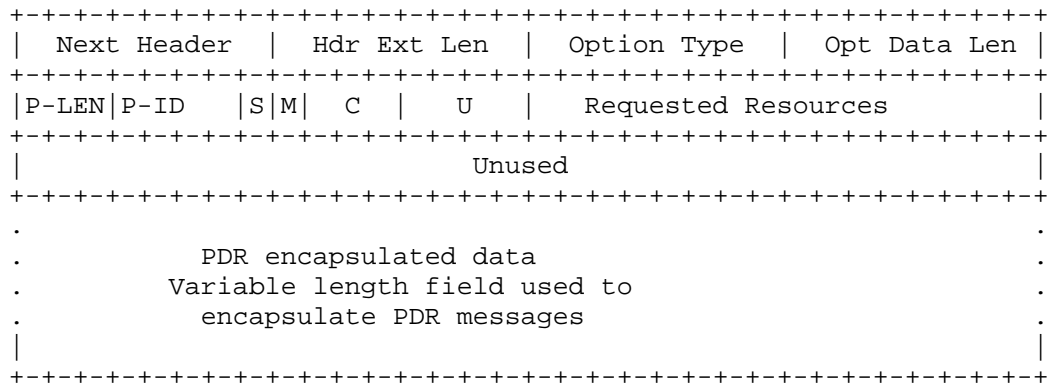 +-+-+-+-+-+-+-+-+-+-+-+-+-+-+-+-+-+-+-+-+-+-+-+-+-+-+-+-+-+-+-+-+
|  Next Header  |  Hdr Ext Len  |  Option Type  |  Opt Data Len |
+-+-+-+-+-+-+-+-+-+-+-+-+-+-+-+-+-+-+-+-+-+-+-+-+-+-+-+-+-+-+-+-+
|P-LEN|P-ID   |S|M|  C  |   U   |   Requested Resources         |
+-+-+-+-+-+-+-+-+-+-+-+-+-+-+-+-+-+-+-+-+-+-+-+-+-+-+-+-+-+-+-+-+
|                            Unused                             |
+-+-+-+-+-+-+-+-+-+-+-+-+-+-+-+-+-+-+-+-+-+-+-+-+-+-+-+-+-+-+-+-+
.                                                               .
.           PDR encapsulated data                               .
.         Variable length field used to                         .
.           encapsulate PDR messages                            .
|                                                               |
+-+-+-+-+-+-+-+-+-+-+-+-+-+-+-+-+-+-+-+-+-+-+-+-+-+-+-+-+-+-+-+-+